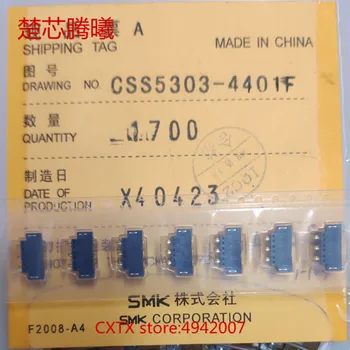 楚芯腾曦
票 A
SHIPPING TAG
MADE IN CHINA
图号
DRAWING NO. CSS5303-4401F
数量
QUANTITY 1700
制造日
DATE OF PRODUCTION X40423
SMK 株式会社
SMK CORPORATION
F2008-A4
CXTX store:4942007